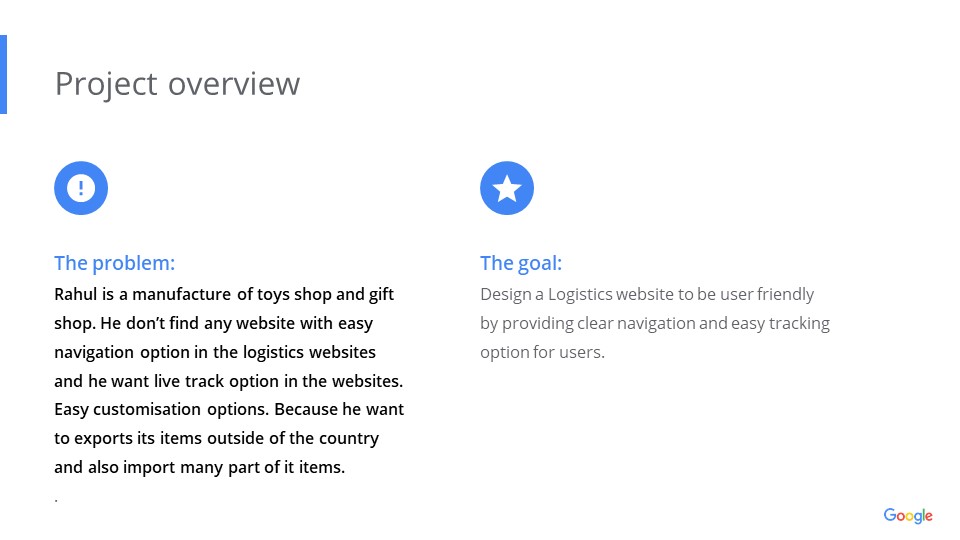 Project overview
The problem:
Rahul is a manufacture of toys shop and gift
shop. He don’t find any website with easy
navigation option in the logistics websites
and he want live track option in the websites.
Easy customisation options. Because he want
to exports its items outside of the country
and also import many part of it items.
.
The goal:
Design a Logistics website to be user friendly
by providing clear navigation and easy tracking
option for users.
Google